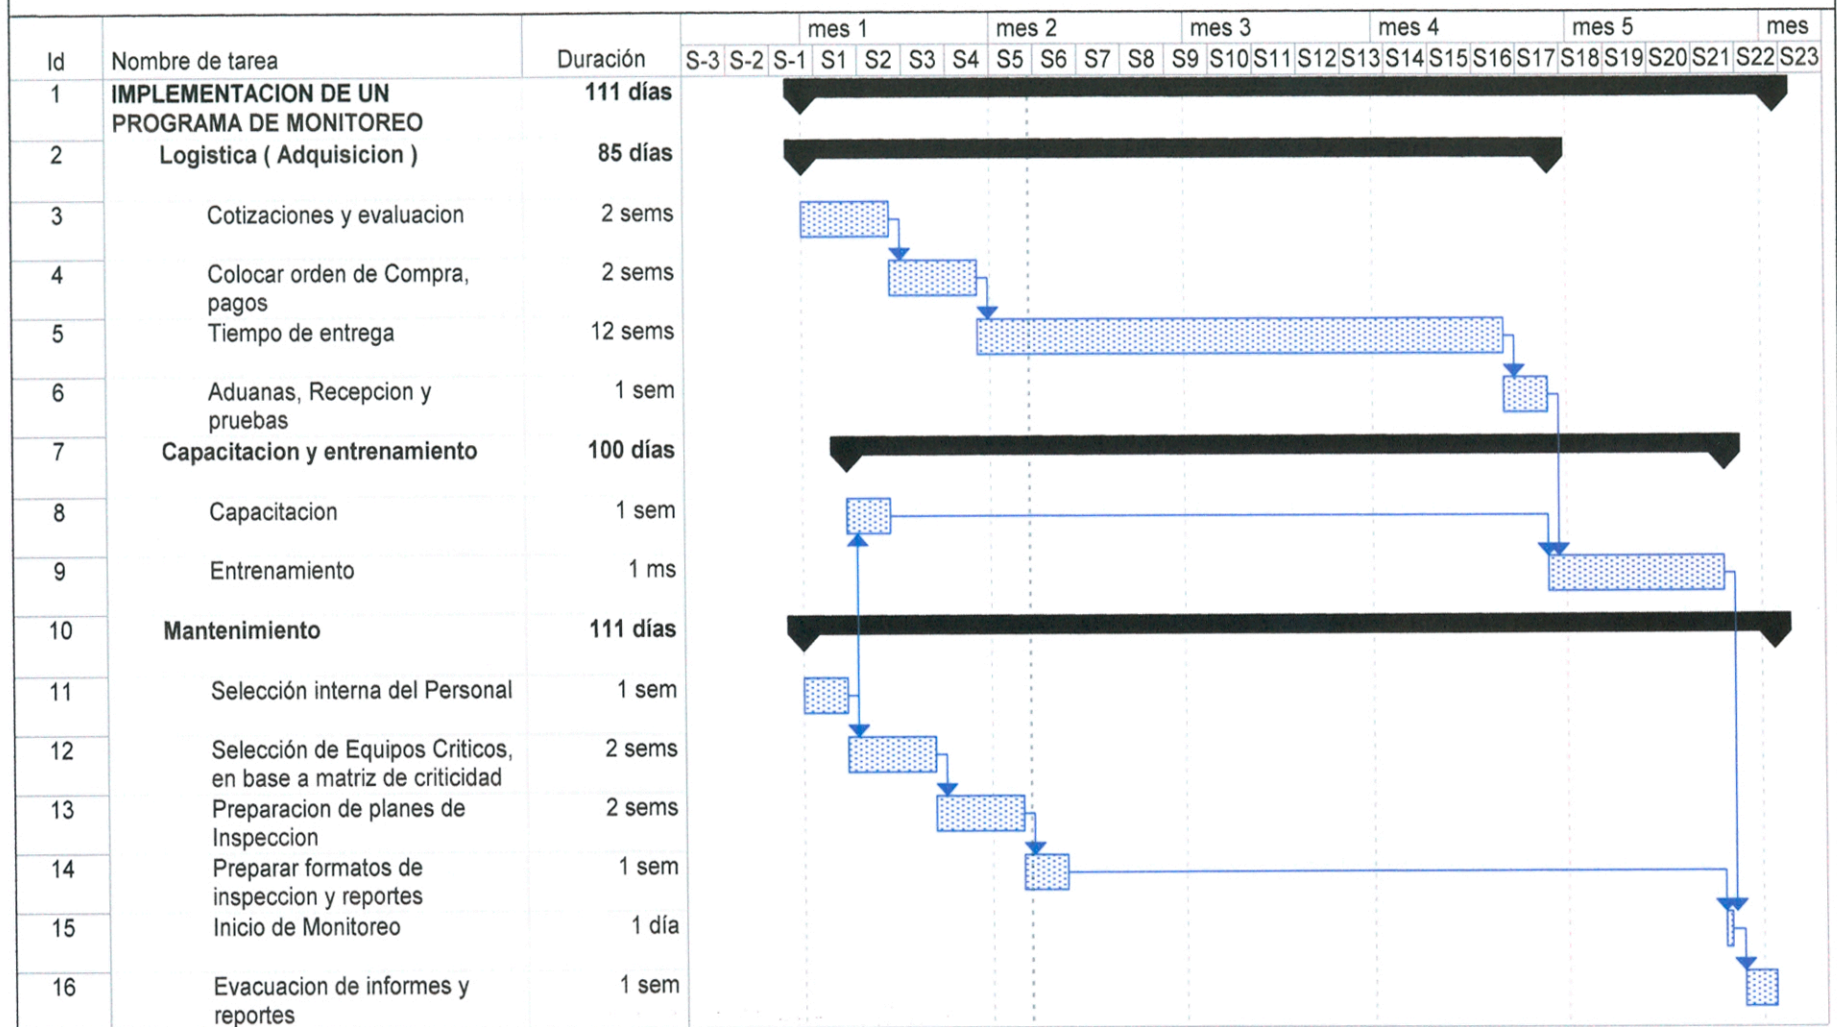 mes 1 mes 2 mes 3 mes 4 mes 5 mes
Id Nombre de tarea Duración S-3 S-2 S-1 S1 S2 S3 S4 S5 S6 S7 S8 S9 S10 S11 S12 S13 S14 S15 S16 S17 S18 S19 S20 S21 S22 S23
1 IMPLEMENTACION DE UN 111 días
PROGRAMA DE MONITOREO
2 Logistica ( Adquisicion ) 85 días
3 Cotizaciones y evaluacion 2 sems
4 Colocar orden de Compra, 2 sems
pagos
5 Tiempo de entrega 12 sems
6 Aduanas, Recepcion y 1 sem
pruebas
7 Capacitacion y entrenamiento 100 días
8 Capacitacion 1 sem
9 Entrenamiento 1 ms
10 Mantenimiento 111 días
11 Selección interna del Personal 1 sem
12 Selección de Equipos Criticos, 2 sems
en base a matriz de criticidad
13 Preparacion de planes de 2 sems
Inspeccion
14 Preparar formatos de 1 sem
inspeccion y reportes
15 Inicio de Monitoreo 1 día
16 Evacuacion de informes y 1 sem
reportes